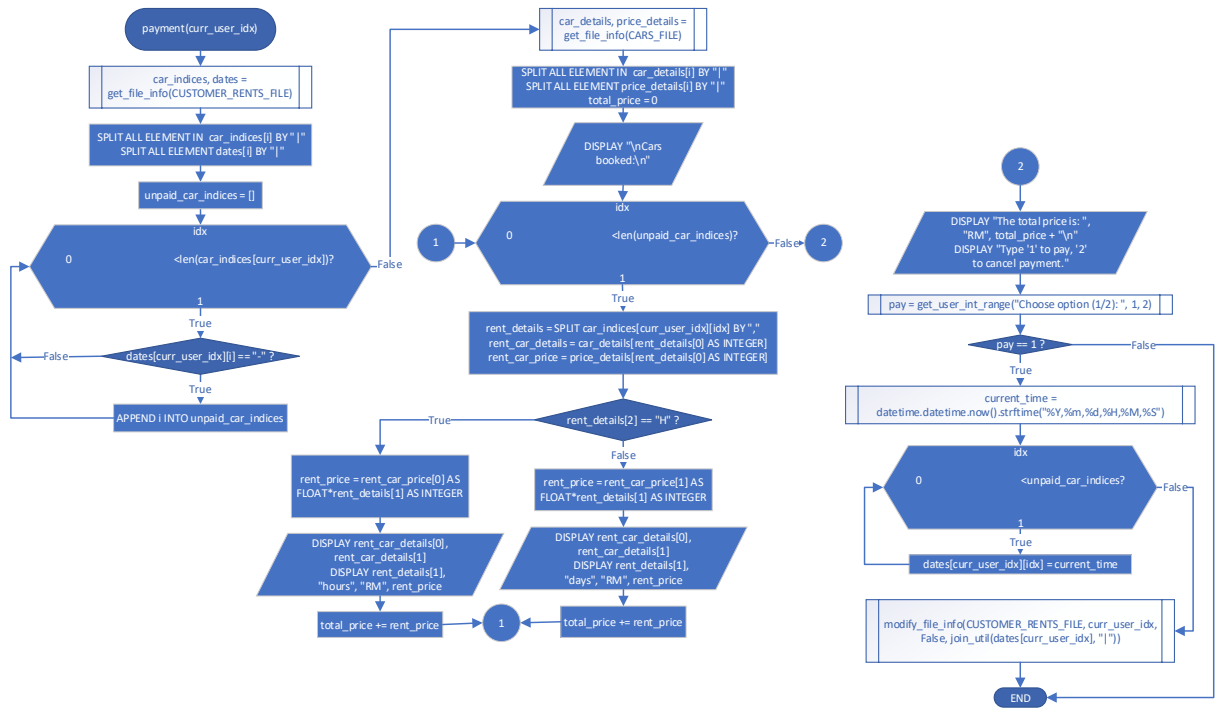 payment(curr_user_idx)
car_indices, dates =
get_file_info(CUSTOMER_RENTS_FILE)
SPLIT ALL ELEMENT IN car_indices[i] BY "|"
SPLIT ALL ELEMENT dates[i] BY "|"
unpaid_car_indices = []
idx
0 <len(car_indices[curr_user_idx])?
1
False
True
dates[curr_user_idx][i] == "-" ?
False
True
APPEND i INTO unpaid_car_indices
car_details, price_details =
get_file_info(CARS_FILE)
SPLIT ALL ELEMENT IN car_details[i] BY "|"
SPLIT ALL ELEMENT price_details[i] BY "|"
total_price = 0
DISPLAY "\nCars
booked:\n"
idx
1
0 <len(unpaid_car_indices)?
False
2
1
True
rent_details = SPLIT car_indices[curr_user_idx][idx] BY ","
rent_car_details = car_details[rent_details[0] AS INTEGER]
rent_car_price = price_details[rent_details[0] AS INTEGER]
rent_details[2] == "H" ?
True
False
rent_price = rent_car_price[0] AS
FLOAT*rent_details[1] AS INTEGER
DISPLAY rent_car_details[0],
rent_car_details[1]
DISPLAY rent_details[1],
"hours", "RM", rent_price
total_price += rent_price
rent_price = rent_car_price[1] AS
FLOAT*rent_details[1] AS INTEGER
DISPLAY rent_car_details[0],
rent_car_details[1]
DISPLAY rent_details[1],
"days", "RM", rent_price
total_price += rent_price
1
2
DISPLAY "The total price is: ",
"RM", total_price + "\n"
DISPLAY "Type '1' to pay, '2'
to cancel payment."
pay = get_user_int_range("Choose option (1/2): ", 1, 2)
pay == 1 ?
False
True
current_time =
datetime.datetime.now().strftime("%Y,%m,%d,%H,%M,%S")
idx
0 <unpaid_car_indices?
False
1
True
dates[curr_user_idx][idx] = current_time
modify_file_info(CUSTOMER_RENTS_FILE, curr_user_idx,
False, join_util(dates[curr_user_idx], "|"))
END